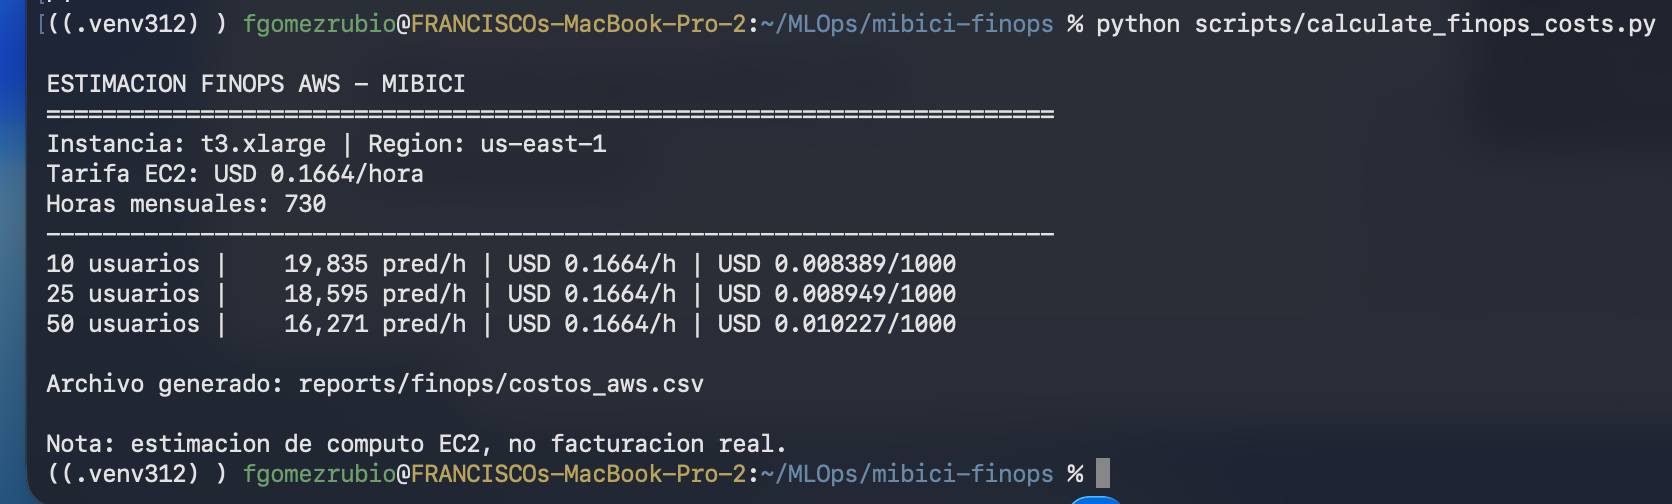 [((.venv312) ) fgomezrubio@FRANCISCOs-MacBook-Pro-2:~/MLOps/mibici-finops % python scripts/calculate_finops_costs.py
ESTIMACION FINOPS AWS - MIBICI
========================================================================
Instancia: t3.xlarge | Region: us-east-1
Tarifa EC2: USD 0.1664/hora
Horas mensuales: 730
------------------------------------------------------------------------
10 usuarios |    19,835 pred/h | USD 0.1664/h | USD 0.008389/1000
25 usuarios |    18,595 pred/h | USD 0.1664/h | USD 0.008949/1000
50 usuarios |    16,271 pred/h | USD 0.1664/h | USD 0.010227/1000
Archivo generado: reports/finops/costos_aws.csv
Nota: estimacion de computo EC2, no facturacion real.
((.venv312) ) fgomezrubio@FRANCISCOs-MacBook-Pro-2:~/MLOps/mibici-finops %